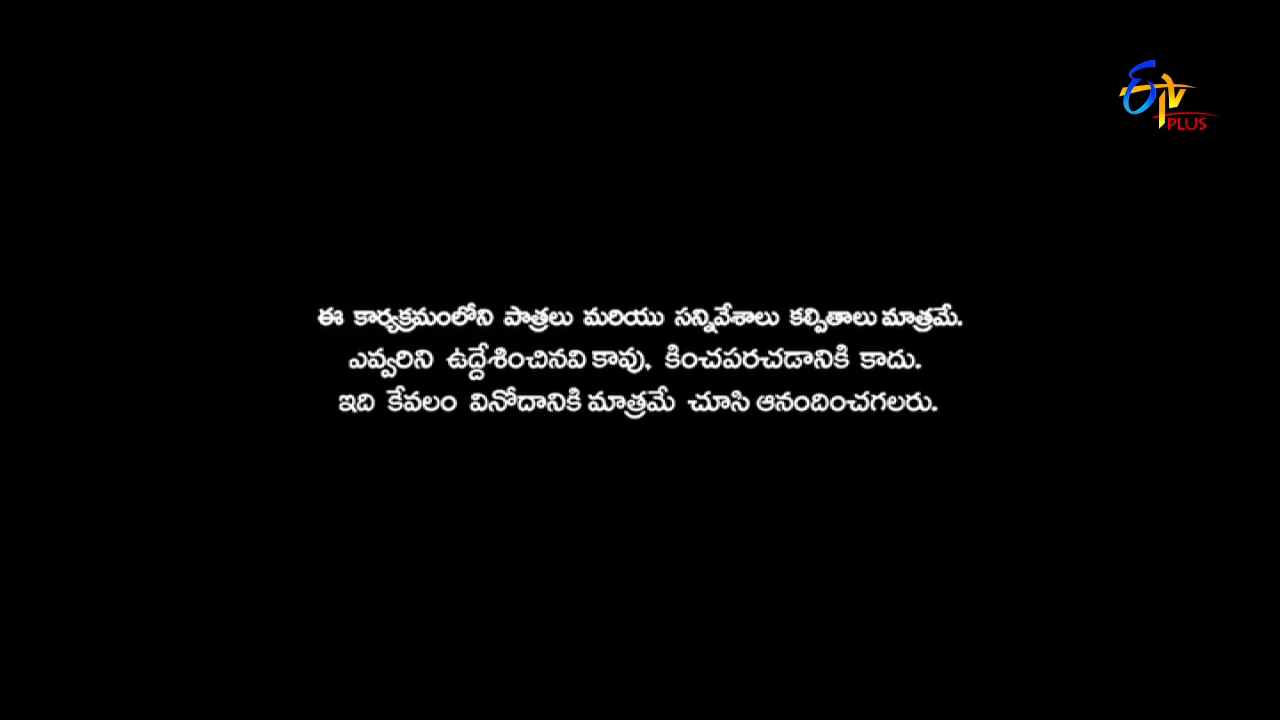 ETV
PLUS
ఈ కార్యక్రమంలోని పాత్రలు మరియు సన్నివేశాలు కల్పితాలు మాత్రమే.
ఎవ్వరిని ఉద్దేశించినవి కావు. కించపరచడానికి కాదు.
ఇది కేవలం వినోదానికి మాత్రమే చూసి ఆనందించగలరు.